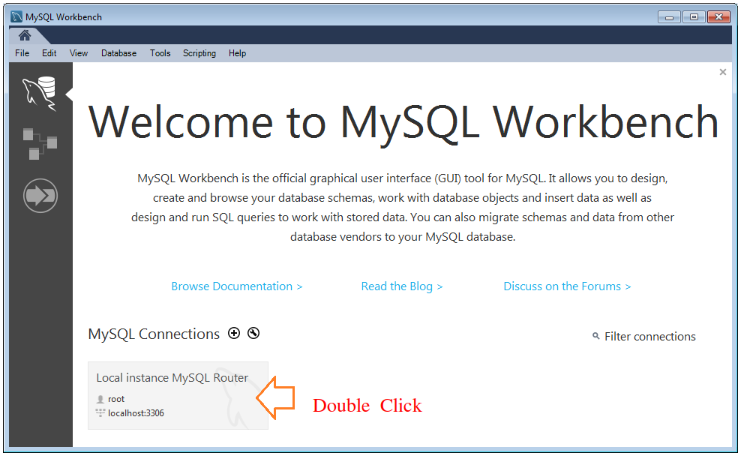 MySQL Workbench
File Edit View Database Tools Scripting Help
Welcome to MySQL Workbench
MySQL Workbench is the official graphical user interface (GUI) tool for MySQL. It allows you to design,
create and browse your database schemas, work with database objects and insert data as well as
design and run SQL queries to work with stored data. You can also migrate schemas and data from other
database vendors to your MySQL database.
Browse Documentation > Read the Blog > Discuss on the Forums >
MySQL Connections Filter connections
Local instance MySQL Router
root
localhost:3306
Double Click